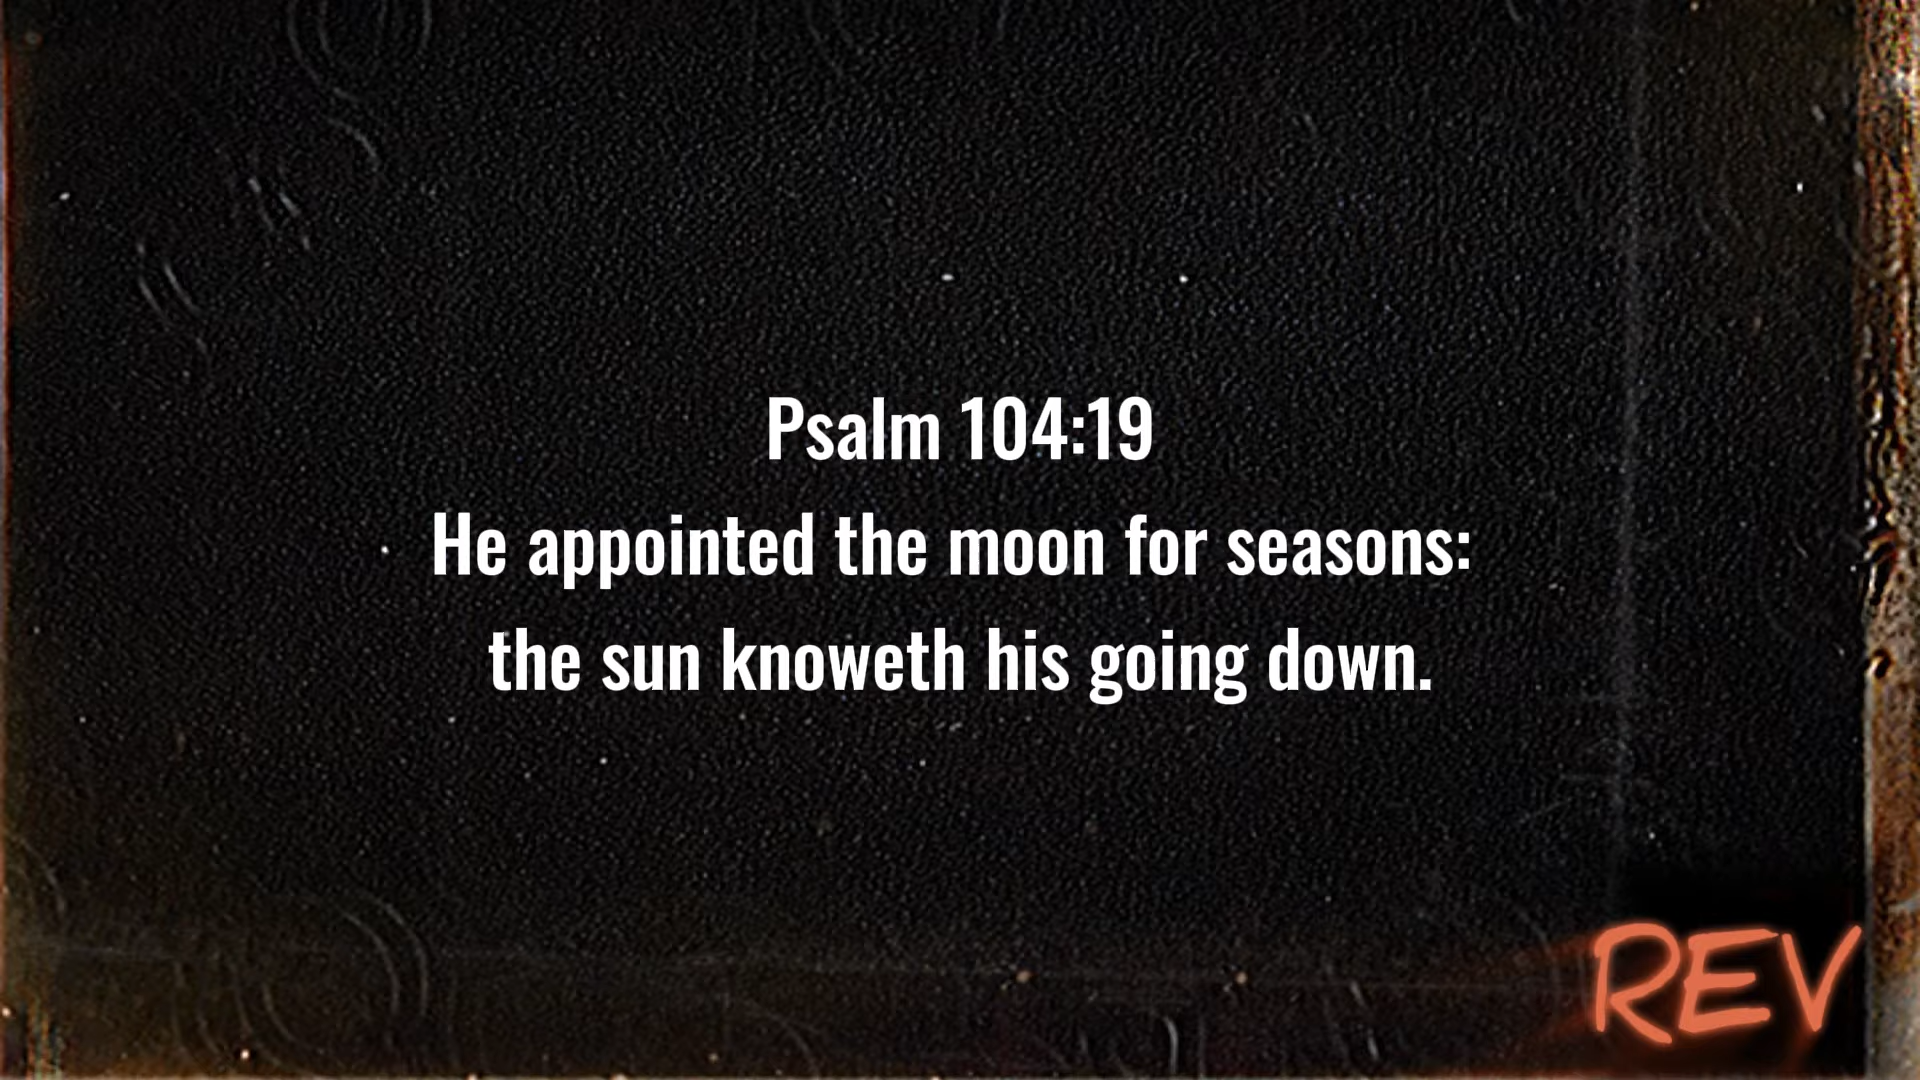 Psalm 104:19
He appointed the moon for seasons:
the sun knoweth his going down.
REV